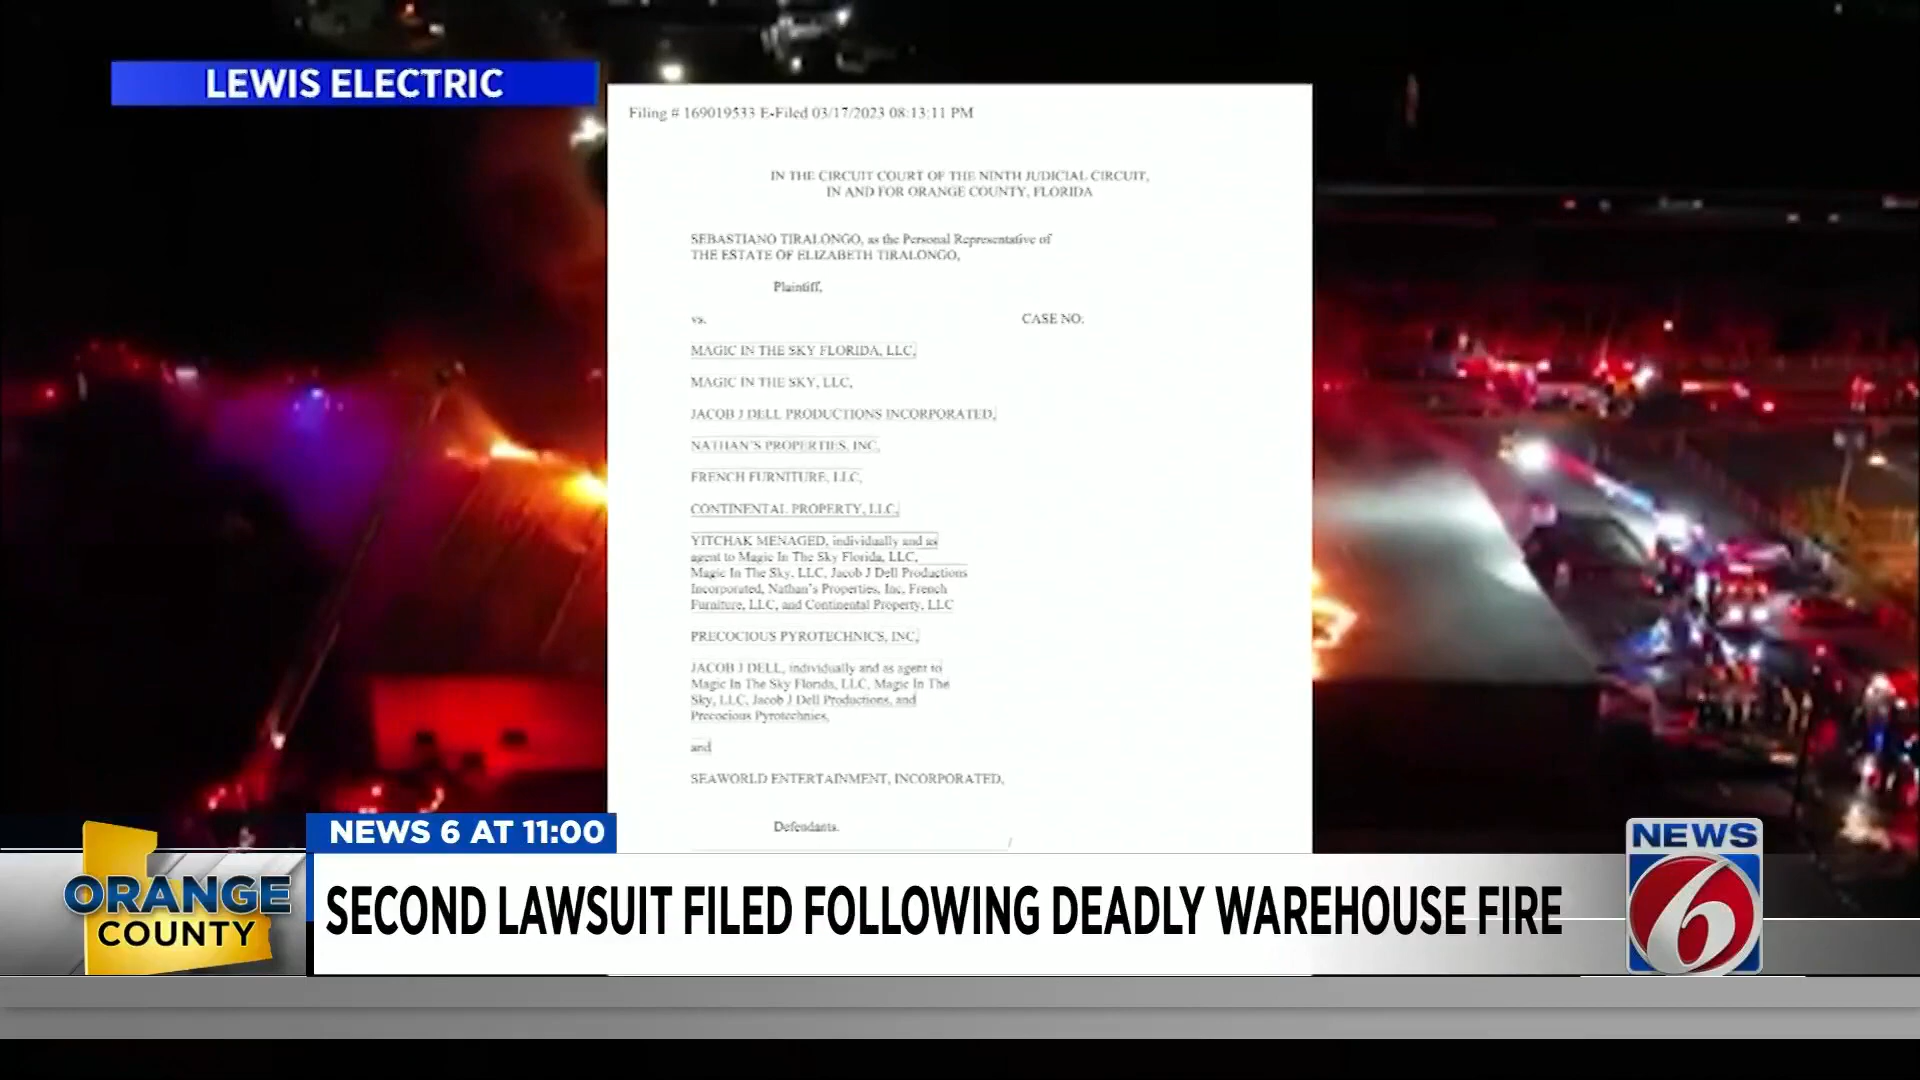 LEWIS ELECTRIC
Filing # 169019533 E-Filed 03/17/2023 08:13:11 PM
IN THE CIRCUIT COURT OF THE NINTH JUDICIAL CIRCUIT,
IN AND FOR ORANGE COUNTY, FLORIDA
SEBASTIANO TIRALONGO, as the Personal Representative of
THE ESTATE OF ELIZABETH TIRALONGO,
Plaintiff,
vs. CASE NO:
MAGIC IN THE SKY FLORIDA, LLC,
MAGIC IN THE SKY, LLC,
JACOB J DELL PRODUCTIONS INCORPORATED,
NATHAN'S PROPERTIES, INC,
FRENCH FURNITURE, LLC,
CONTINENTAL PROPERTY, LLC,
YITCHAK MENAGED, individually and as
agent to Magic In The Sky Florida, LLC,
Magic In The Sky, LLC, Jacob J Dell Productions
Incorporated, Nathan's Properties, Inc, French
Furniture, LLC, and Continental Property, LLC
PRECOCIOUS PYROTECHNICS, INC,
JACOB J DELL, individually and as agent to
Magic In The Sky Florida, LLC, Magic In The
Sky, LLC, Jacob J Dell Productions, and
Precocious Pyrotechnics,
and
SEAWORLD ENTERTAINMENT, INCORPORATED,
Defendants.
/
NEWS 6 AT 11:00
ORANGE
COUNTY
SECOND LAWSUIT FILED FOLLOWING DEADLY WAREHOUSE FIRE
NEWS
6